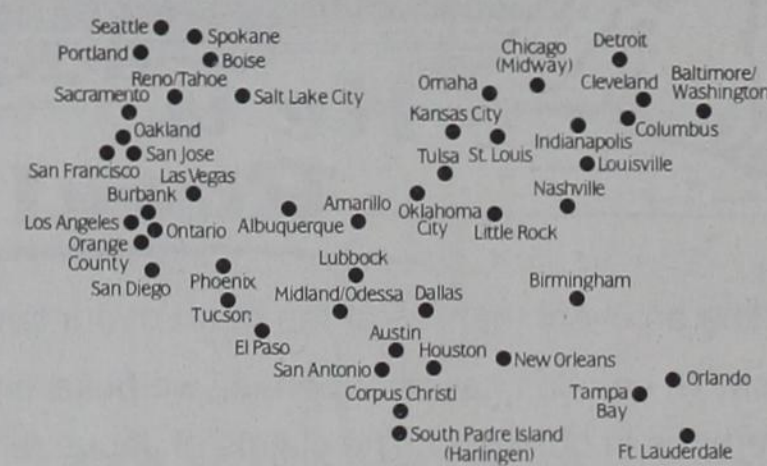 Seattle
Spokane
Portland
Boise
Reno/Tahoe
Sacramento
Salt Lake City
Oakland
San Jose
San Francisco
Las Vegas
Burbank
Los Angeles
Ontario
Orange
County
San Diego
Phoenix
Tucson
El Paso
Albuquerque
Amarillo
Lubbock
Midland/Odessa
Dallas
Austin
Houston
San Antonio
Corpus Christi
South Padre Island
(Harlingen)
Omaha
Chicago
(Midway)
Detroit
Cleveland
Baltimore/
Washington
Kansas City
St. Louis
Indianapolis
Columbus
Tulsa
Louisville
Oklahoma
City
Little Rock
Nashville
Birmingham
New Orleans
Tampa
Bay
Orlando
Ft. Lauderdale